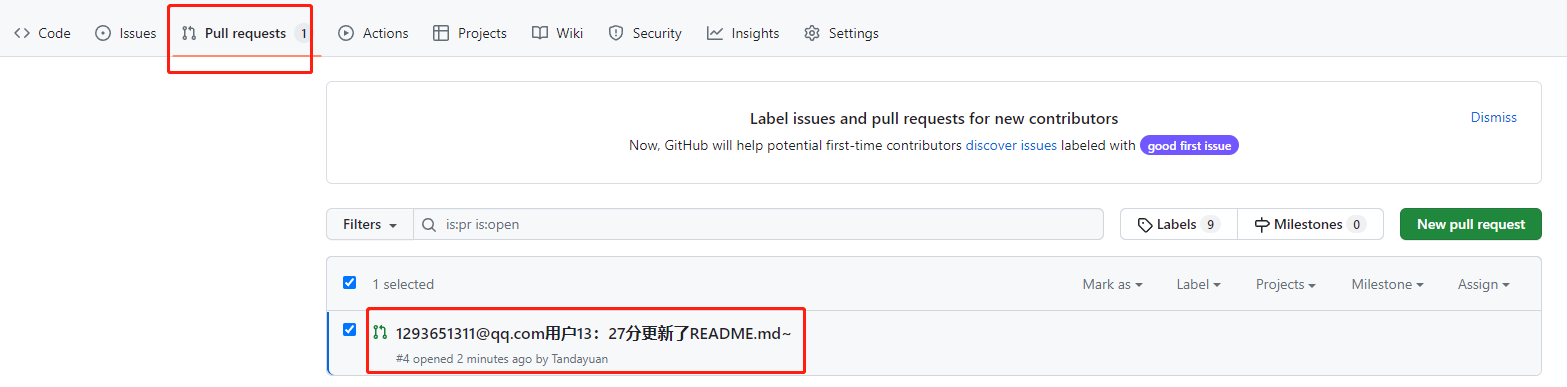 Code Issues Pull requests 1 Actions Projects Wiki Security Insights Settings
Label issues and pull requests for new contributors
Dismiss
Now, GitHub will help potential first-time contributors discover issues labeled with good first issue
Filters is:pr is:open Labels 9 Milestones 0 New pull request
1 selected Mark as Label Projects Milestone Assign
1293651311@qq.com用户13：27分更新了README.md~
#4 opened 2 minutes ago by Tandayuan